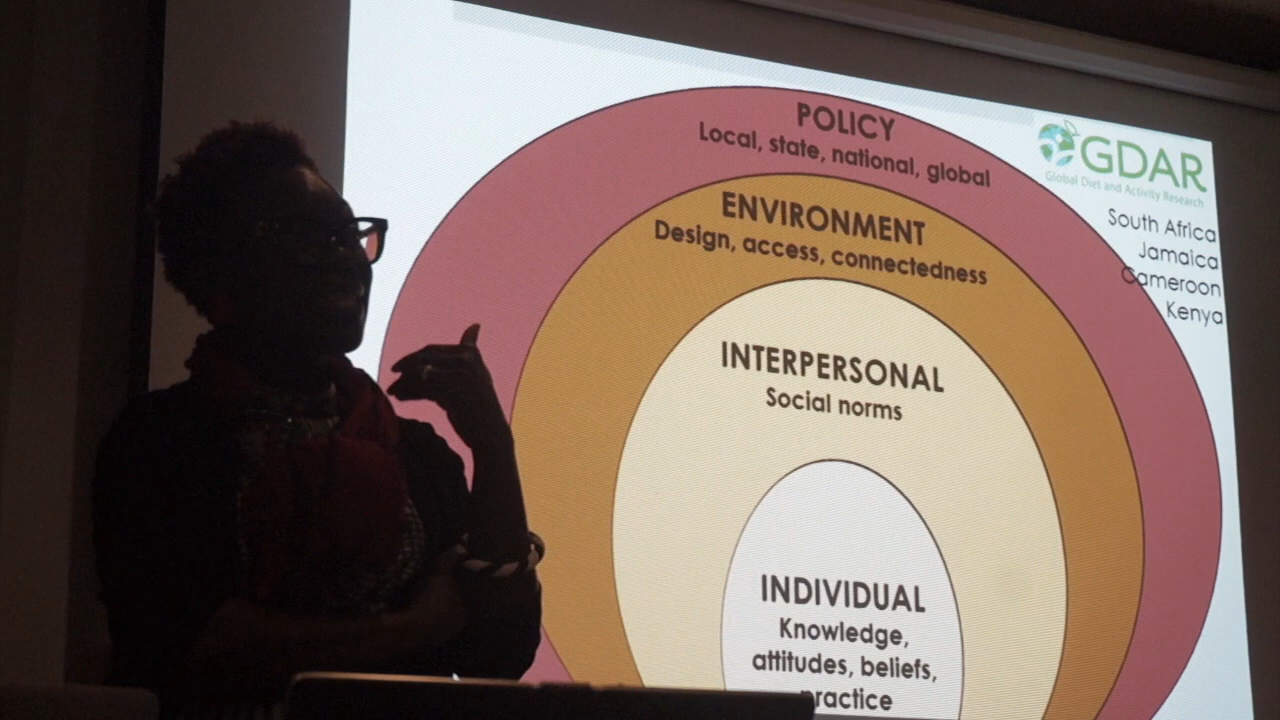 POLICY
Local, state, national, global
ENVIRONMENT
Design, access, connectedness
INTERPERSONAL
Social norms
INDIVIDUAL
Knowledge,
attitudes, beliefs,
practice
GDAR
Global Diet and Activity Research
South Africa
Jamaica
Cameroon
Kenya